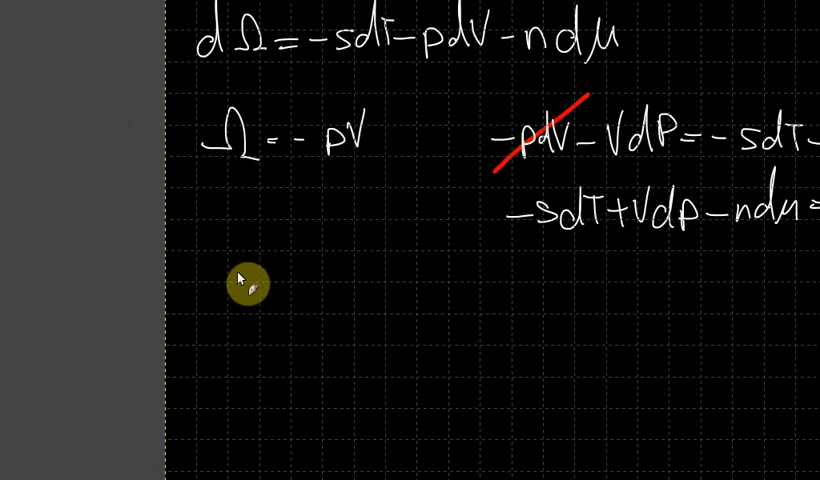 dΩ = -sdT - pdV - ndμ
Ω = - pV
-pdV - Vdp = - sdT -
-sdT + Vdp - ndμ =